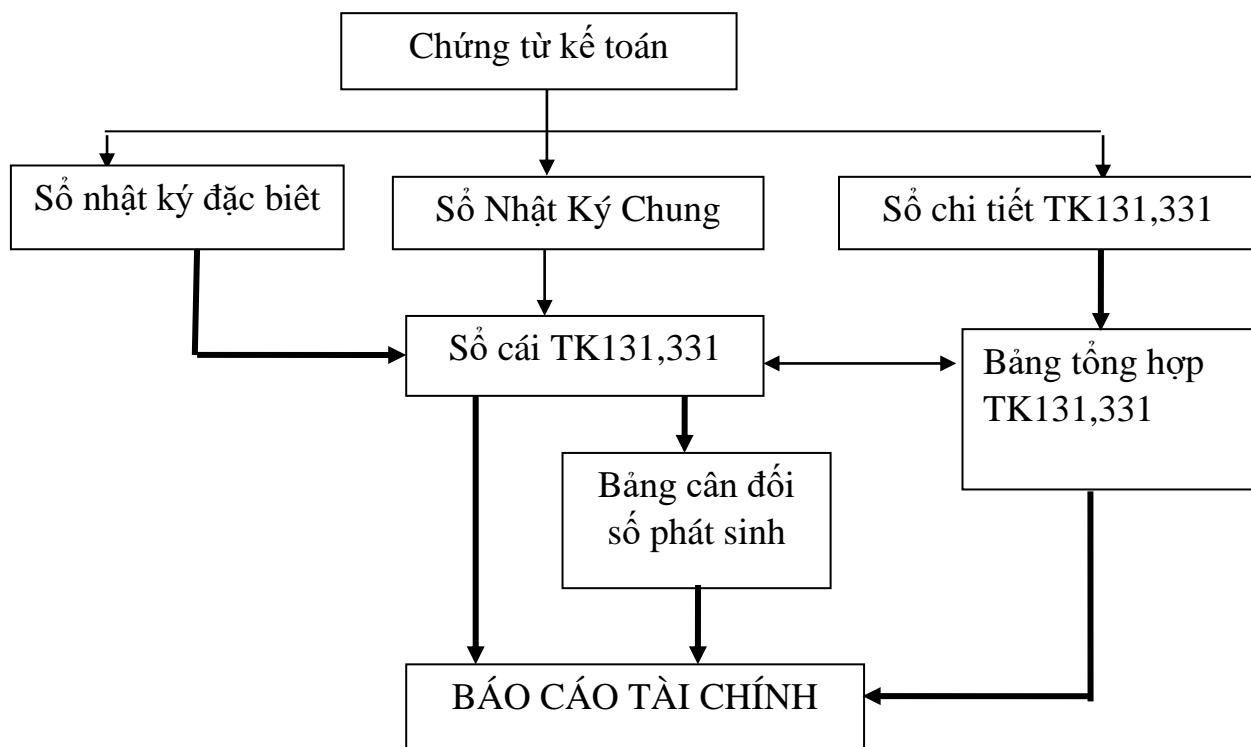 Chứng từ kế toán
Sổ nhật ký đặc biêt
Sổ Nhật Ký Chung
Sổ chi tiết TK131,331
Sổ cái TK131,331
Bảng tổng hợp
TK131,331
Bảng cân đối
số phát sinh
BÁO CÁO TÀI CHÍNH